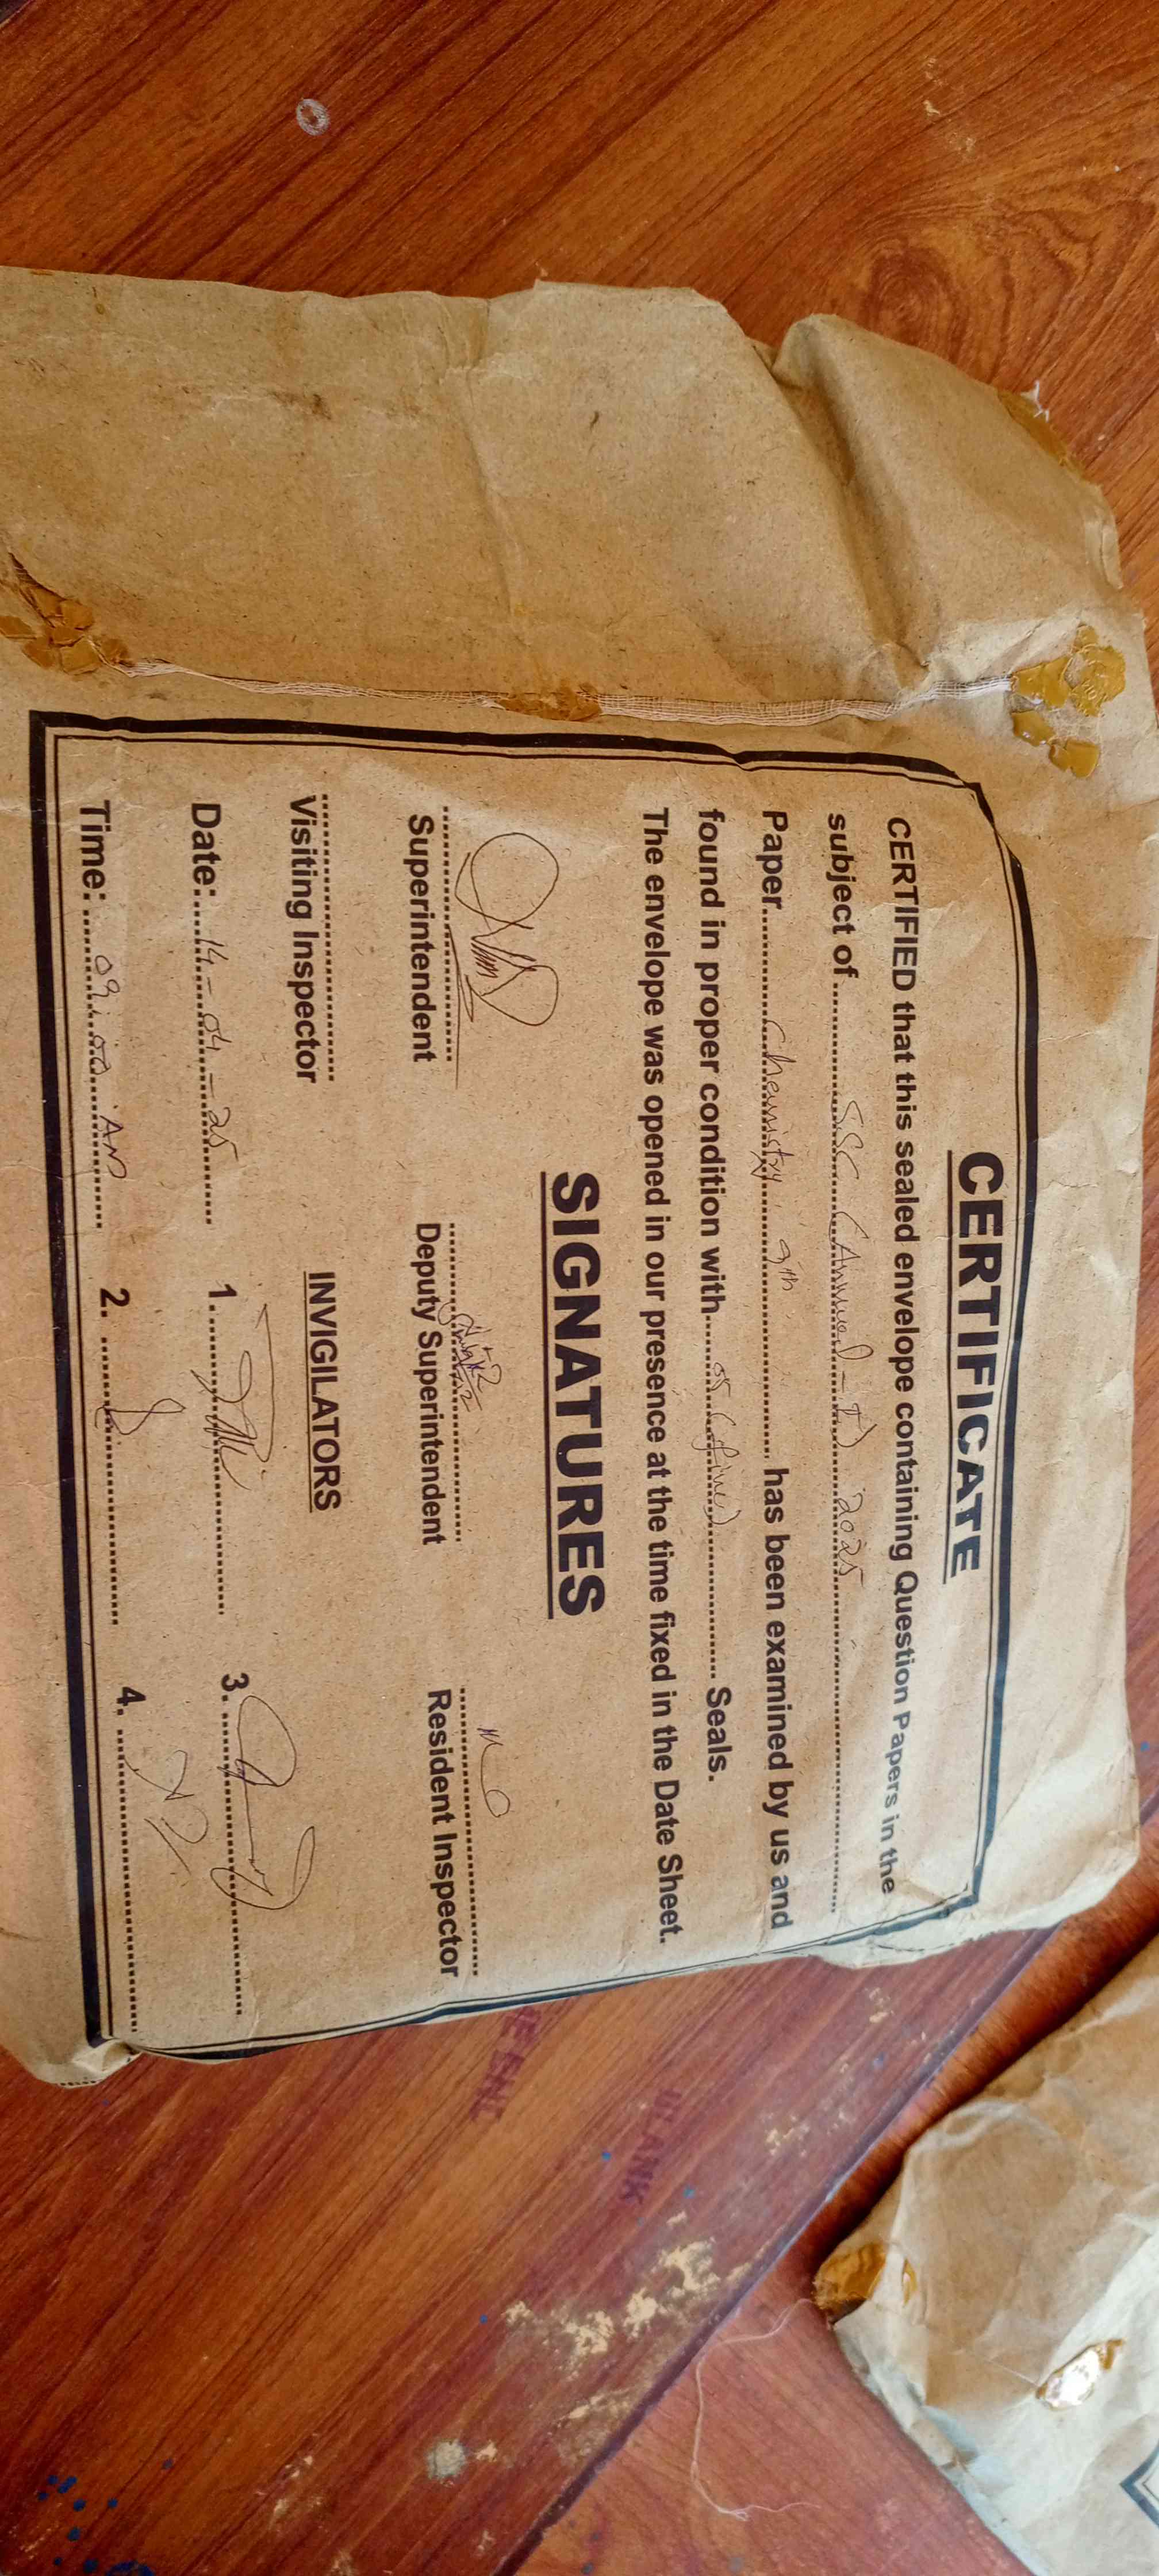 CERTIFICATE
CERTIFIED that this sealed envelope containing Question Papers in the
subject of.......... SSC (Annual-I) 2025 ..........
Paper.......... Chemistry 9th .......... has been examined by us and
found in proper condition with...... 05 (five) .......... Seals.
The envelope was opened in our presence at the time fixed in the Date Sheet.
SIGNATURES
Superintendent Deputy Superintendent Resident Inspector
Visiting Inspector INVIGILATORS
Date:.... 14-04-25 ...... 1. .......... 3. ..........
Time: .... 09:00 AM .......... 2. .......... 4. ..........